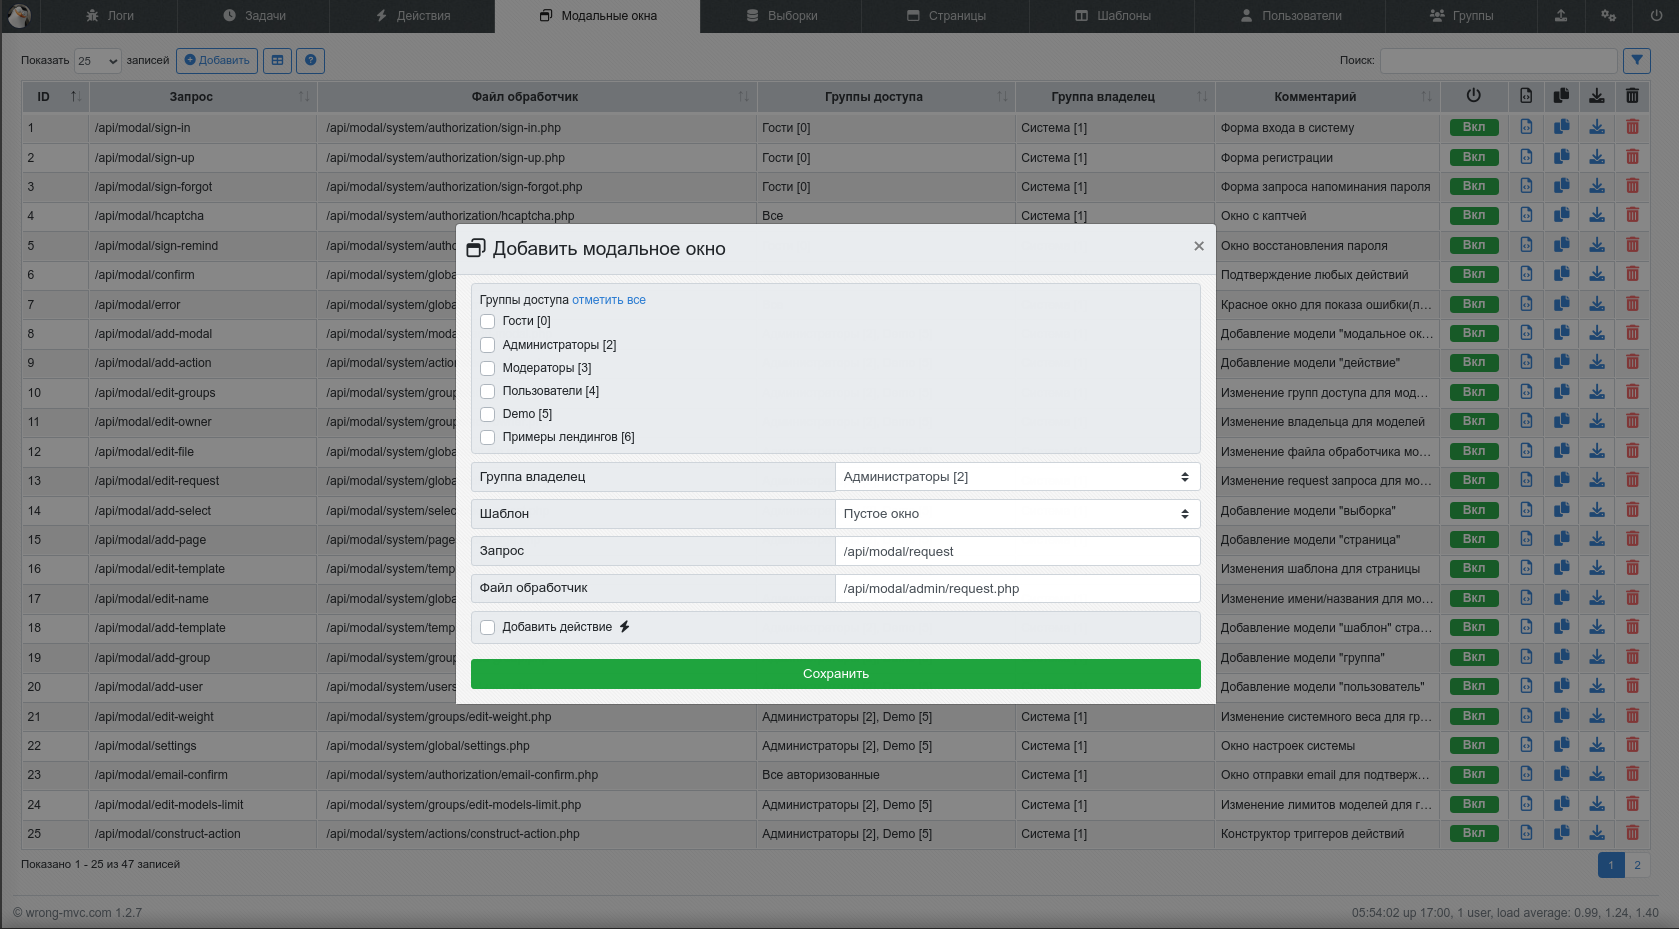 Логи Задачи Действия Модальные окна Выборки Страницы Шаблоны Пользователи Группы
Показать 25 записей Добавить Поиск:
ID Запрос Файл обработчик Группы доступа Группа владелец Комментарий
1 /api/modal/sign-in /api/modal/system/authorization/sign-in.php Гости [0] Система [1] Форма входа в систему Вкл
2 /api/modal/sign-up /api/modal/system/authorization/sign-up.php Гости [0] Система [1] Форма регистрации Вкл
3 /api/modal/sign-forgot /api/modal/system/authorization/sign-forgot.php Гости [0] Система [1] Форма запроса напоминания пароля Вкл
4 /api/modal/hcaptcha /api/modal/system/authorization/hcaptcha.php Все Система [1] Окно с каптчей Вкл
5 /api/modal/sign-remind /api/modal/system/autho Окно восстановления пароля Вкл
6 /api/modal/confirm /api/modal/system/globa Подтверждение любых действий Вкл
7 /api/modal/error /api/modal/system/globa Красное окно для показа ошибки(л... Вкл
8 /api/modal/add-modal /api/modal/system/moda Добавление модели "модальное ок... Вкл
9 /api/modal/add-action /api/modal/system/action Добавление модели "действие" Вкл
10 /api/modal/edit-groups /api/modal/system/group Изменение групп доступа для мод... Вкл
11 /api/modal/edit-owner /api/modal/system/group Изменение владельца для моделей Вкл
12 /api/modal/edit-file /api/modal/system/globa Изменение файла обработчика мо... Вкл
13 /api/modal/edit-request /api/modal/system/globa Изменение request запроса для мо... Вкл
14 /api/modal/add-select /api/modal/system/selec Добавление модели "выборка" Вкл
15 /api/modal/add-page /api/modal/system/page Добавление модели "страница" Вкл
16 /api/modal/edit-template /api/modal/system/temp Изменения шаблона для страницы Вкл
17 /api/modal/edit-name /api/modal/system/globa Изменение имени/названия для мо... Вкл
18 /api/modal/add-template /api/modal/system/temp Добавление модели "шаблон" стра... Вкл
19 /api/modal/add-group /api/modal/system/group Добавление модели "группа" Вкл
20 /api/modal/add-user /api/modal/system/users Добавление модели "пользователь" Вкл
21 /api/modal/edit-weight /api/modal/system/groups/edit-weight.php Администраторы [2], Demo [5] Система [1] Изменение системного веса для гр... Вкл
22 /api/modal/settings /api/modal/system/global/settings.php Администраторы [2], Demo [5] Система [1] Окно настроек системы Вкл
23 /api/modal/email-confirm /api/modal/system/authorization/email-confirm.php Все авторизованные Система [1] Окно отправки email для подтверж... Вкл
24 /api/modal/edit-models-limit /api/modal/system/groups/edit-models-limit.php Администраторы [2], Demo [5] Система [1] Изменение лимитов моделей для г... Вкл
25 /api/modal/construct-action /api/modal/system/actions/construct-action.php Администраторы [2], Demo [5] Система [1] Конструктор триггеров действий Вкл
Добавить модальное окно ×
Группы доступа отметить все
Гости [0]
Администраторы [2]
Модераторы [3]
Пользователи [4]
Demo [5]
Примеры лендингов [6]
Группа владелец Администраторы [2]
Шаблон Пустое окно
Запрос /api/modal/request
Файл обработчик /api/modal/admin/request.php
Добавить действие
Сохранить
Показано 1 - 25 из 47 записей 1 2
© wrong-mvc.com 1.2.7 05:54:02 up 17:00, 1 user, load average: 0.99, 1.24, 1.40